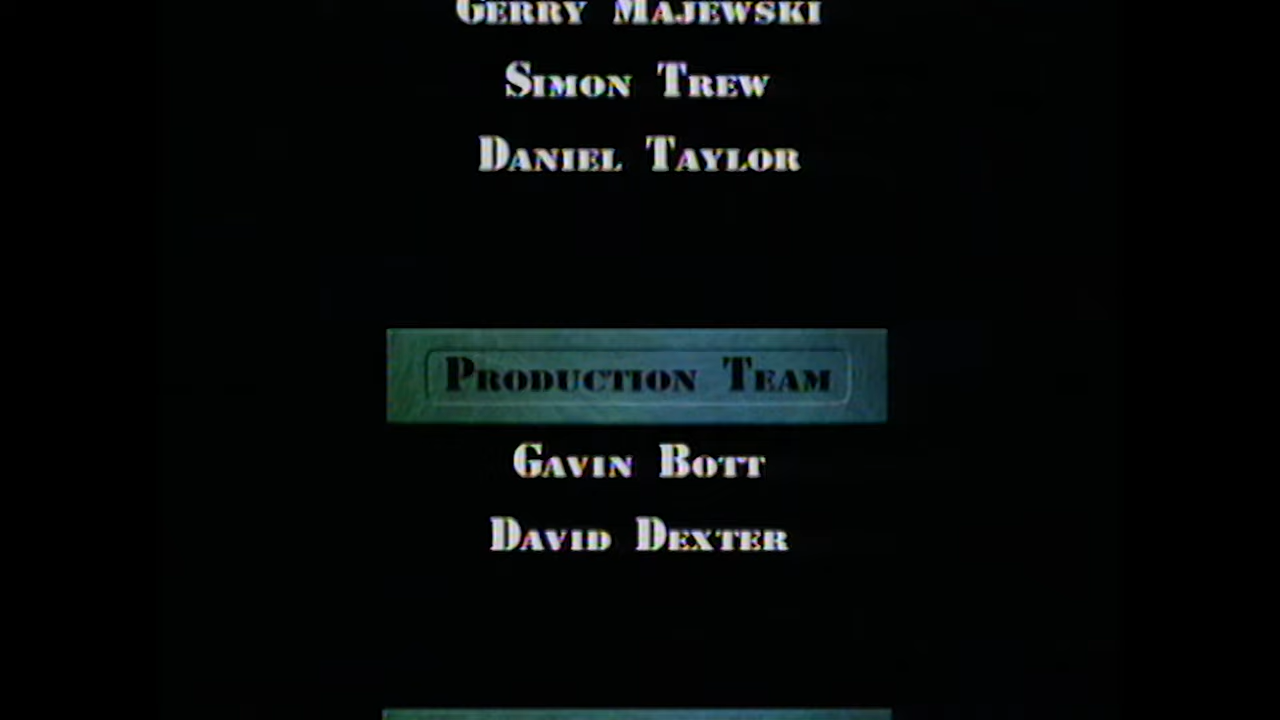 Gerry Majewski
Simon Trew
Daniel Taylor
Production Team
Gavin Bott
David Dexter